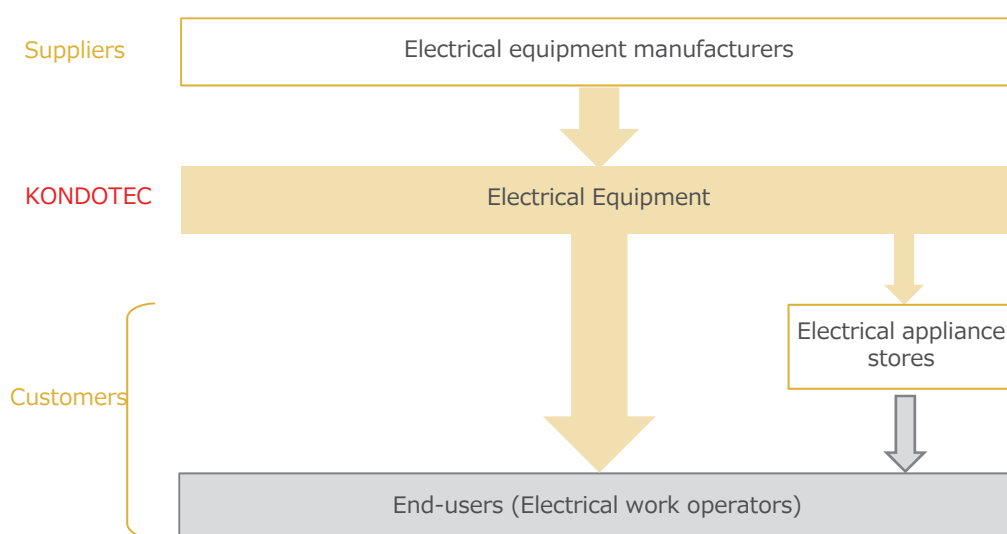 Suppliers
Electrical equipment manufacturers
KONDOTEC
Electrical Equipment
Electrical appliance
stores
Customers
End-users (Electrical work operators)